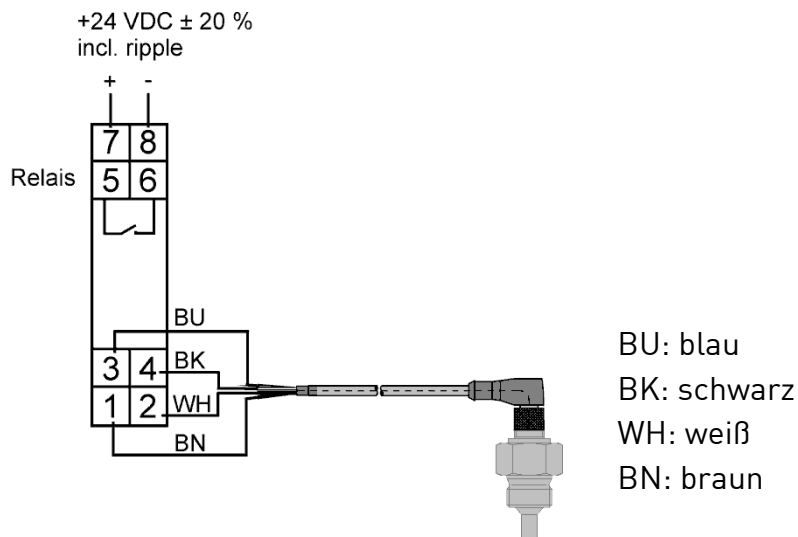 +24 VDC ± 20 %
incl. ripple
+ -
7 8
Relais
5 6
BU
3 4 BK
1 2 WH
BN
BU: blau
BK: schwarz
WH: weiß
BN: braun